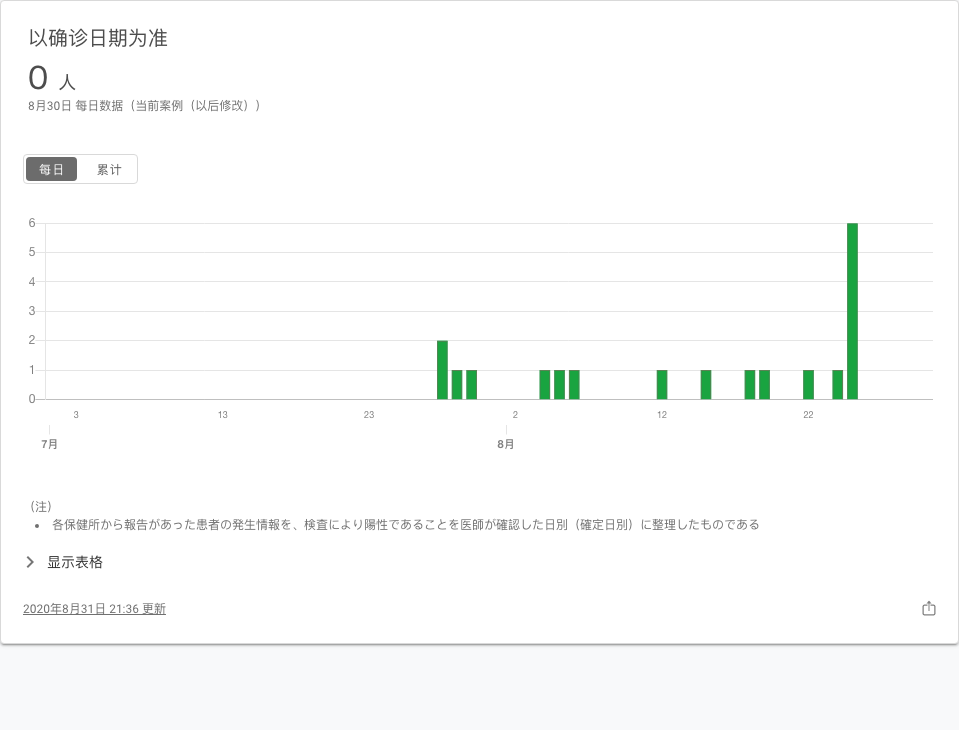 以确诊日期为准
0 人
8月30日 每日数据（当前案例（以后修改））
每日 累计
6
5
4
3
2
1
0
3 13 23 2 12 22
7月 8月
（注）
• 各保健所から報告があった患者の発生情報を、検査により陽性であることを医師が確認した日別（確定日別）に整理したものである
显示表格
2020年8月31日 21:36 更新